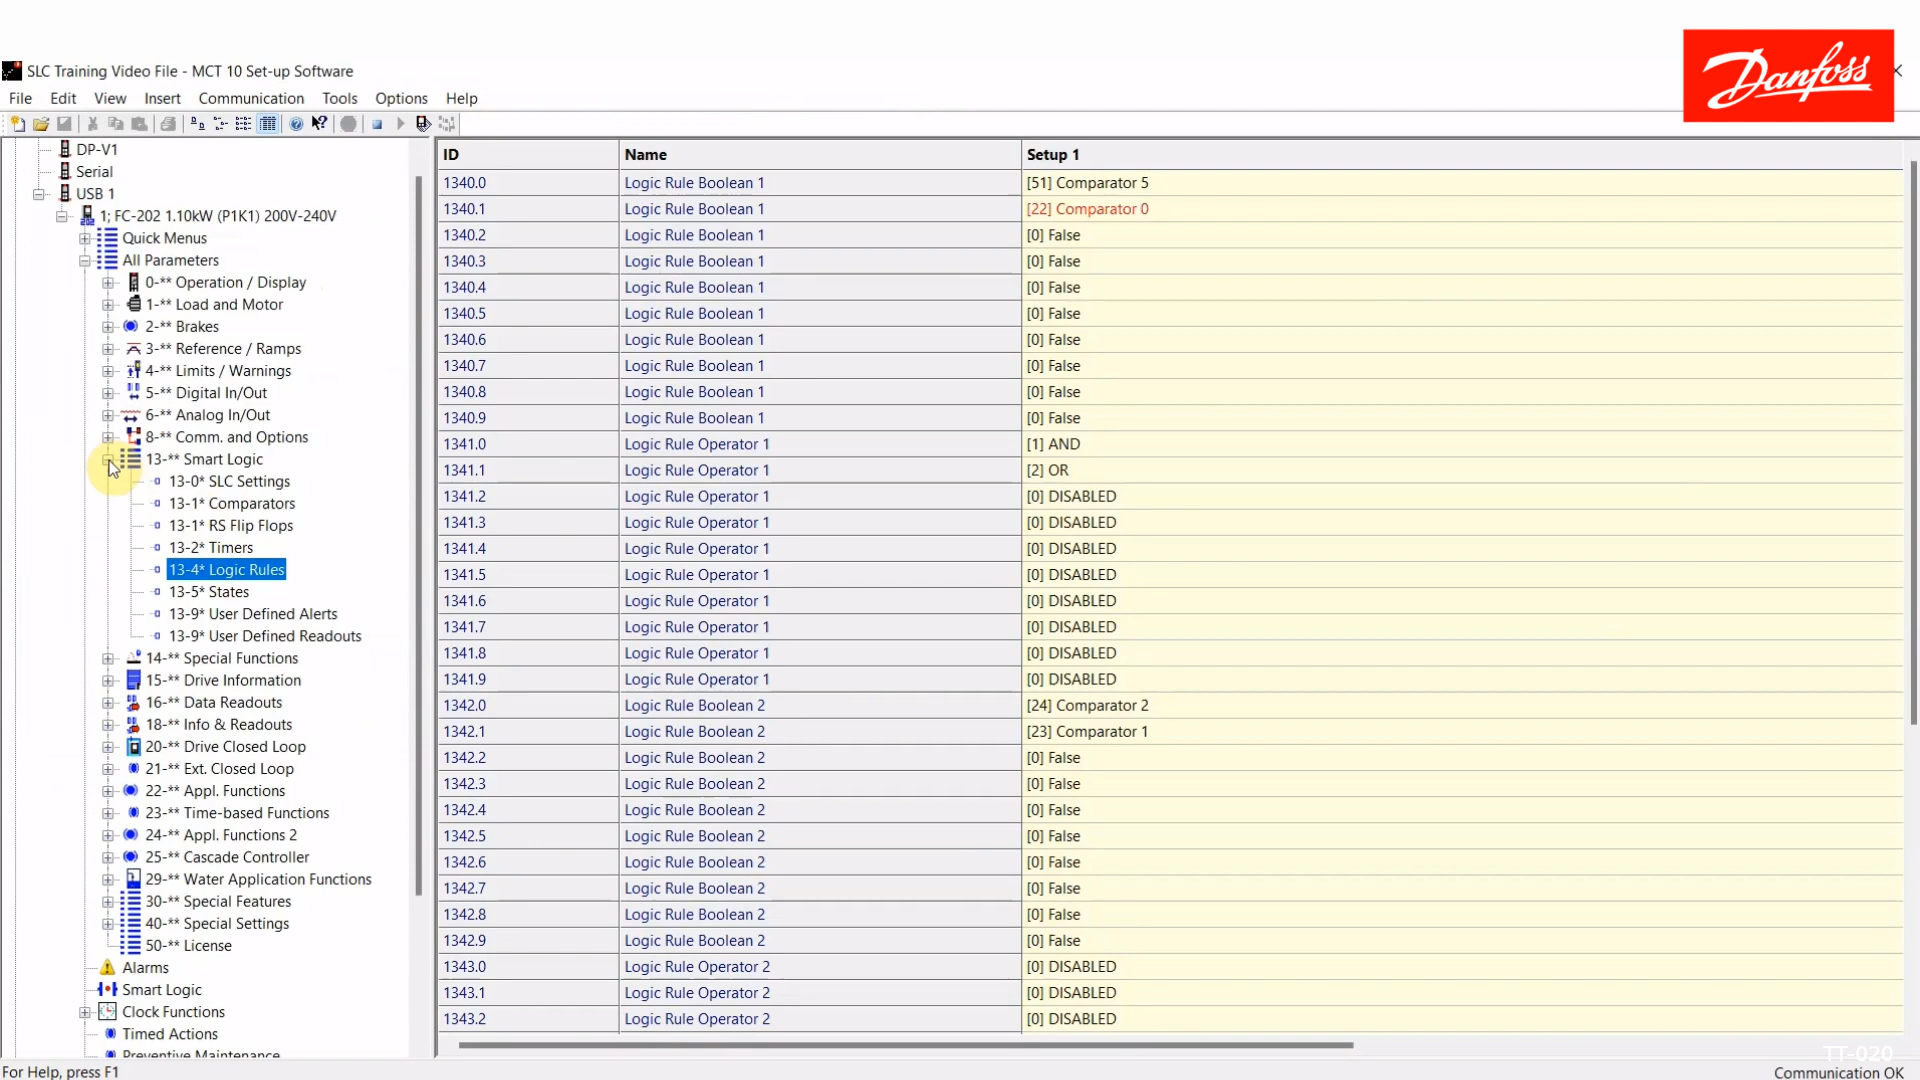 Danfoss
SLC Training Video File - MCT 10 Set-up Software
File Edit View Insert Communication Tools Options Help
DP-V1
Serial
USB 1
1; FC-202 1.10kW (P1K1) 200V-240V
Quick Menus
All Parameters
0-** Operation / Display
1-** Load and Motor
2-** Brakes
3-** Reference / Ramps
4-** Limits / Warnings
5-** Digital In/Out
6-** Analog In/Out
8-** Comm. and Options
13-** Smart Logic
13-0* SLC Settings
13-1* Comparators
13-1* RS Flip Flops
13-2* Timers
13-4* Logic Rules
13-5* States
13-9* User Defined Alerts
13-9* User Defined Readouts
14-** Special Functions
15-** Drive Information
16-** Data Readouts
18-** Info & Readouts
20-** Drive Closed Loop
21-** Ext. Closed Loop
22-** Appl. Functions
23-** Time-based Functions
24-** Appl. Functions 2
25-** Cascade Controller
29-** Water Application Functions
30-** Special Features
40-** Special Settings
50-** License
Alarms
Smart Logic
Clock Functions
Timed Actions
Preventive Maintenance
ID Name Setup 1
1340.0 Logic Rule Boolean 1 [51] Comparator 5
1340.1 Logic Rule Boolean 1 [22] Comparator 0
1340.2 Logic Rule Boolean 1 [0] False
1340.3 Logic Rule Boolean 1 [0] False
1340.4 Logic Rule Boolean 1 [0] False
1340.5 Logic Rule Boolean 1 [0] False
1340.6 Logic Rule Boolean 1 [0] False
1340.7 Logic Rule Boolean 1 [0] False
1340.8 Logic Rule Boolean 1 [0] False
1340.9 Logic Rule Boolean 1 [0] False
1341.0 Logic Rule Operator 1 [1] AND
1341.1 Logic Rule Operator 1 [2] OR
1341.2 Logic Rule Operator 1 [0] DISABLED
1341.3 Logic Rule Operator 1 [0] DISABLED
1341.4 Logic Rule Operator 1 [0] DISABLED
1341.5 Logic Rule Operator 1 [0] DISABLED
1341.6 Logic Rule Operator 1 [0] DISABLED
1341.7 Logic Rule Operator 1 [0] DISABLED
1341.8 Logic Rule Operator 1 [0] DISABLED
1341.9 Logic Rule Operator 1 [0] DISABLED
1342.0 Logic Rule Boolean 2 [24] Comparator 2
1342.1 Logic Rule Boolean 2 [23] Comparator 1
1342.2 Logic Rule Boolean 2 [0] False
1342.3 Logic Rule Boolean 2 [0] False
1342.4 Logic Rule Boolean 2 [0] False
1342.5 Logic Rule Boolean 2 [0] False
1342.6 Logic Rule Boolean 2 [0] False
1342.7 Logic Rule Boolean 2 [0] False
1342.8 Logic Rule Boolean 2 [0] False
1342.9 Logic Rule Boolean 2 [0] False
1343.0 Logic Rule Operator 2 [0] DISABLED
1343.1 Logic Rule Operator 2 [0] DISABLED
1343.2 Logic Rule Operator 2 [0] DISABLED
TT-020
For Help, press F1
Communication OK